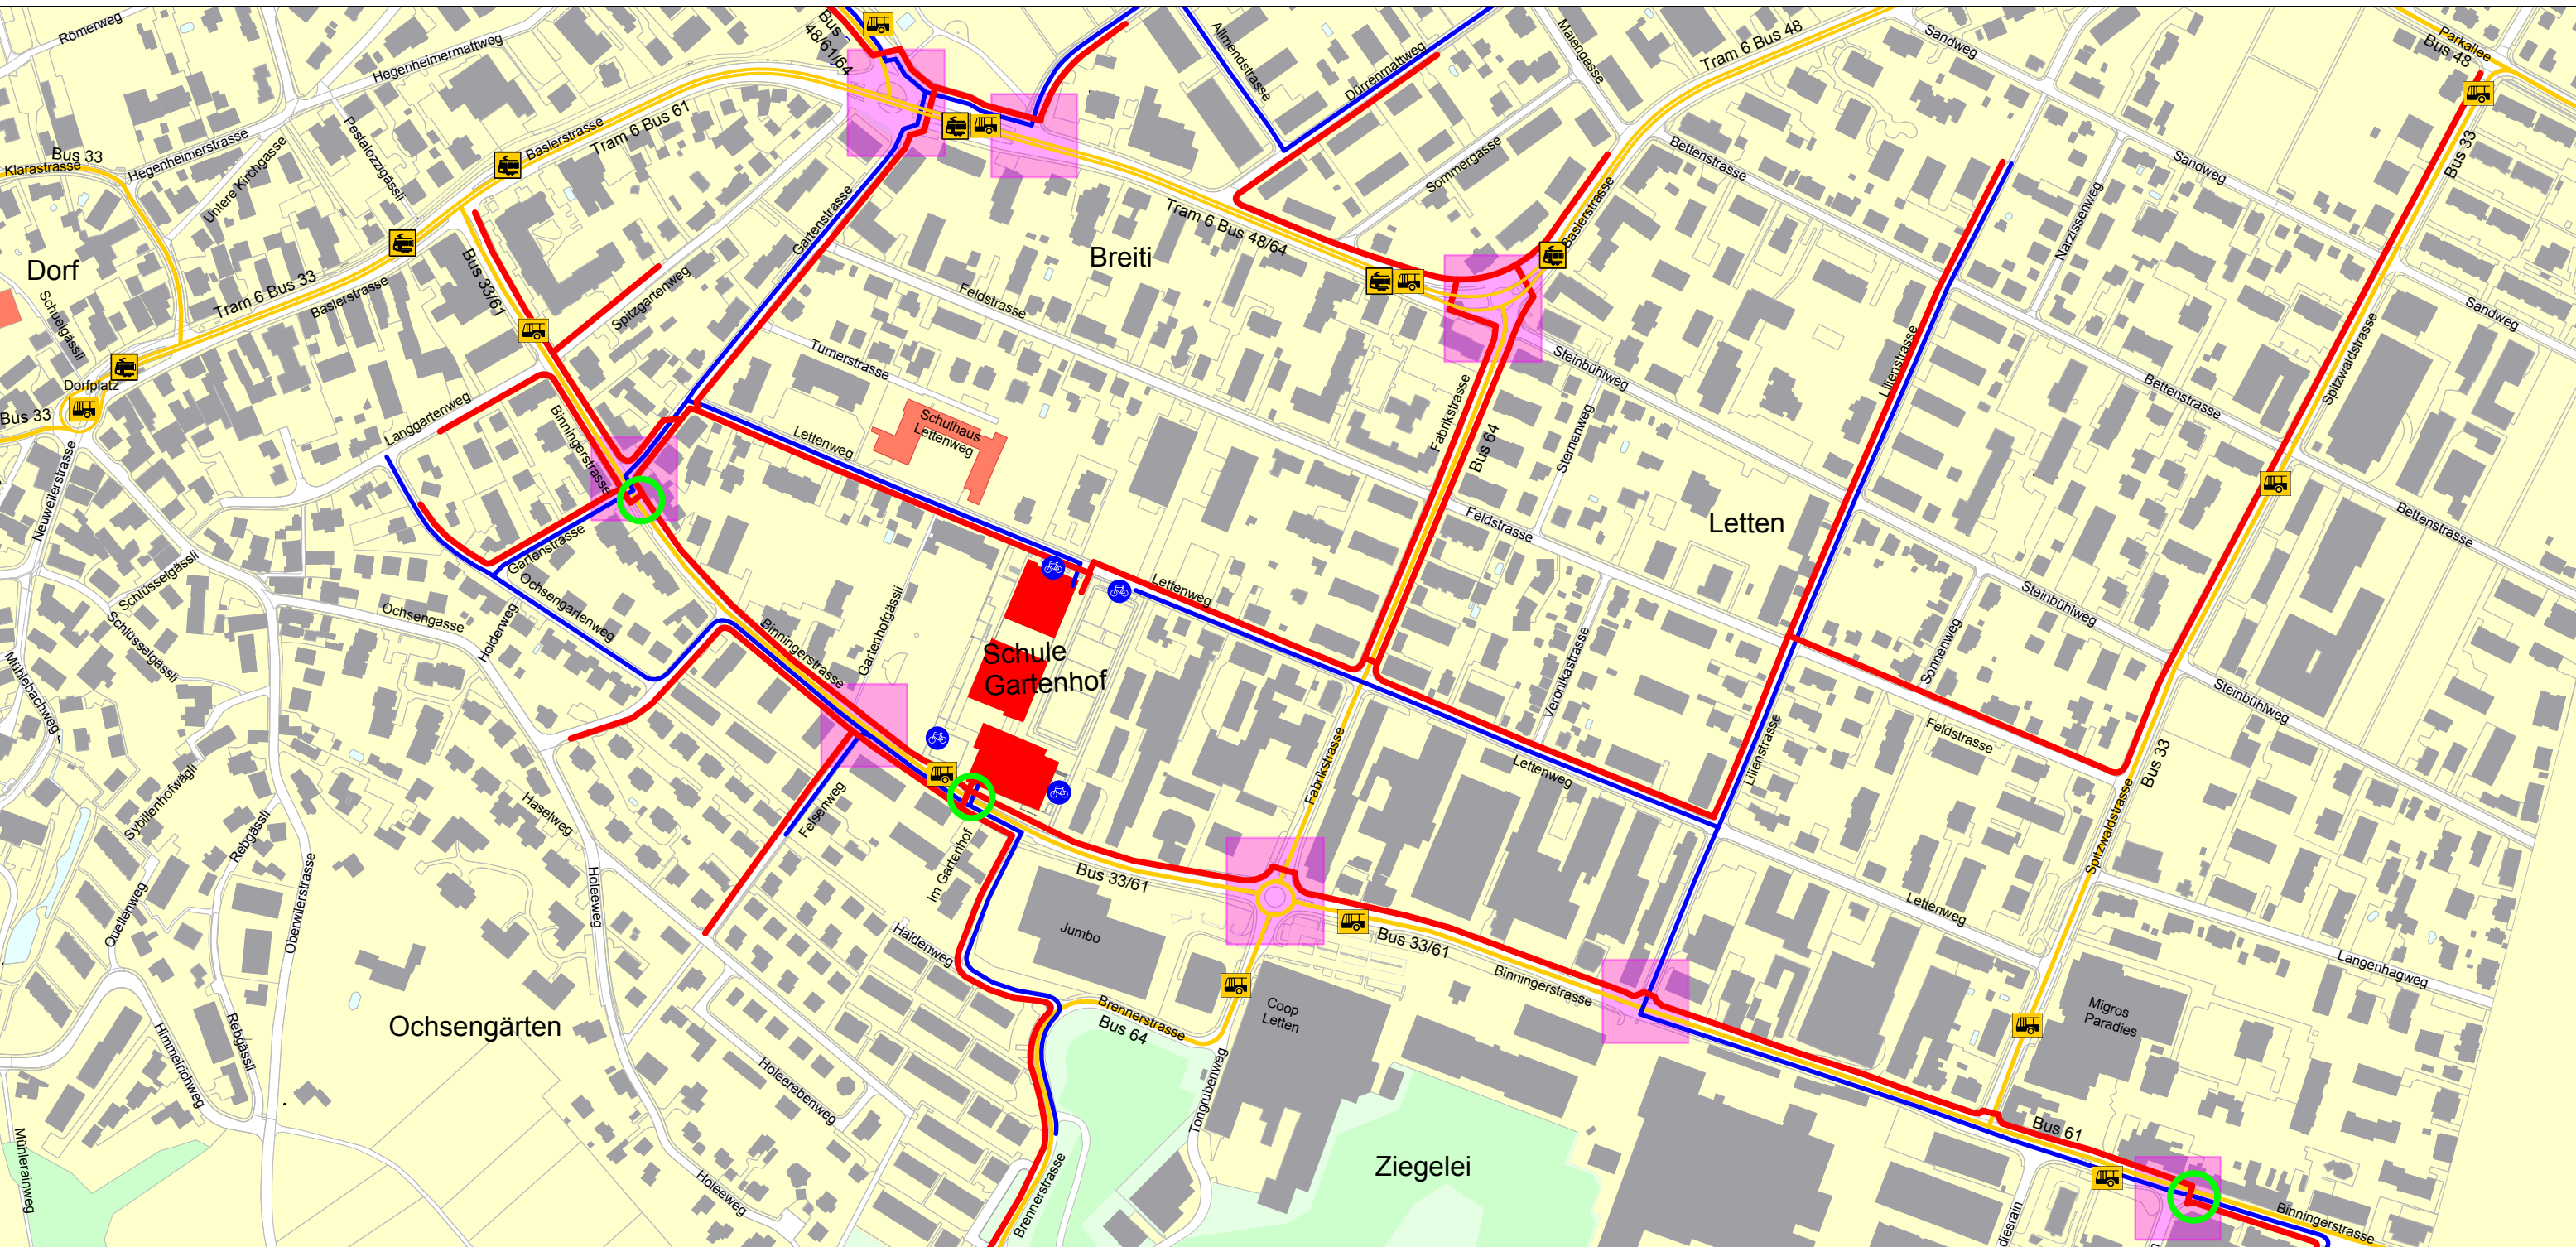 Römerweg
Hegenheimermattweg
Bus
48/61/64
Allmendstrasse
Maiengasse
Tram 6 Bus 48
Sandweg
Parkallee
Bus 48
Dürrenmattweg
Pestalozzigässli
Baslerstrasse
Tram 6 Bus 61
Hegenheimerstrasse
Bus 33
Klarastrasse
Untere Kirchgasse
Sommergasse
Bettenstrasse
Sandweg
Bus 33
Narzissenweg
Gartenstrasse
Tram 6 Bus 48/64
Baslerstrasse
Breiti
Dorf
Bus 33/61
Tram 6 Bus 33
Baslerstrasse
Schuelgässli
Spitzgartenweg
Feldstrasse
Sandweg
Turnerstrasse
Steinbühlweg
Lilienstrasse
Spitzwaldstrasse
Dorfplatz
Bus 33
Langgartenweg
Binningerstrasse
Lettenweg
Schulhaus
Lettenweg
Fabrikstrasse
Bus 64
Sternenweg
Bettenstrasse
Neuweilerstrasse
Feldstrasse
Letten
Bettenstrasse
Gartenstrasse
Ochsengartenweg
Schlüsselgässli
Schlüsselgässli
Ochsengasse
Holderweg
Binningerstrasse
Gartenhofgässli
Lettenweg
Schule
Gartenhof
Veronikastrasse
Sonnenweg
Steinbühlweg
Steinbühlweg
Mühlebachweg
Feldstrasse
Lilienstrasse
Lettenweg
Fabrikstrasse
Bus 33
Spitzwaldstrasse
Sybillenhofwägli
Rebgässli
Haselweg
Felsenweg
Im Gartenhof
Bus 33/61
Quellenweg
Oberwilerstrasse
Holeeweg
Haldenweg
Jumbo
Bus 33/61
Binningerstrasse
Lettenweg
Langenhagweg
Ochsengärten
Brennerstrasse
Bus 64
Coop
Letten
Migros
Paradies
Himmelrichweg
Rebgässli
Holeerebenweg
Tongrubenweg
Bus 61
Mühlerainweg
Holeeweg
Brennerstrasse
Ziegelei
Binningerstrasse